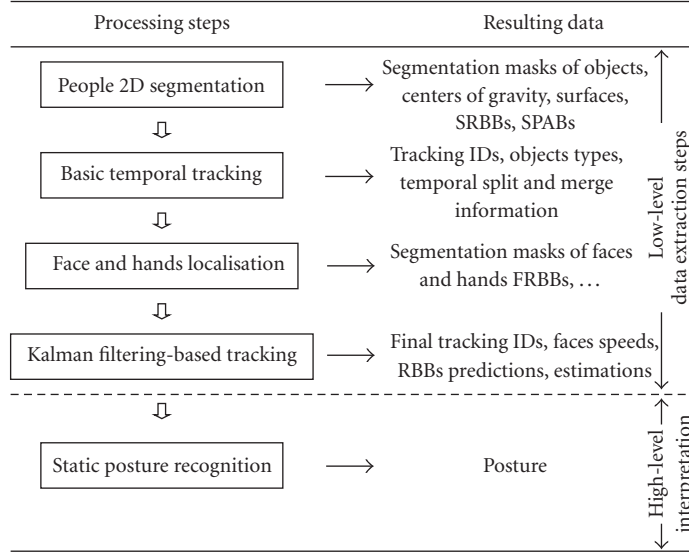 Processing steps
Resulting data
People 2D segmentation
Segmentation masks of objects,
centers of gravity, surfaces,
SRBBs, SPABs
Basic temporal tracking
Tracking IDs, objects types,
temporal split and merge
information
Face and hands localisation
Segmentation masks of faces
and hands FRBBs, ...
Kalman filtering-based tracking
Final tracking IDs, faces speeds,
RBBs predictions, estimations
Low-level
data extraction steps
Static posture recognition
Posture
High-level
interpretation